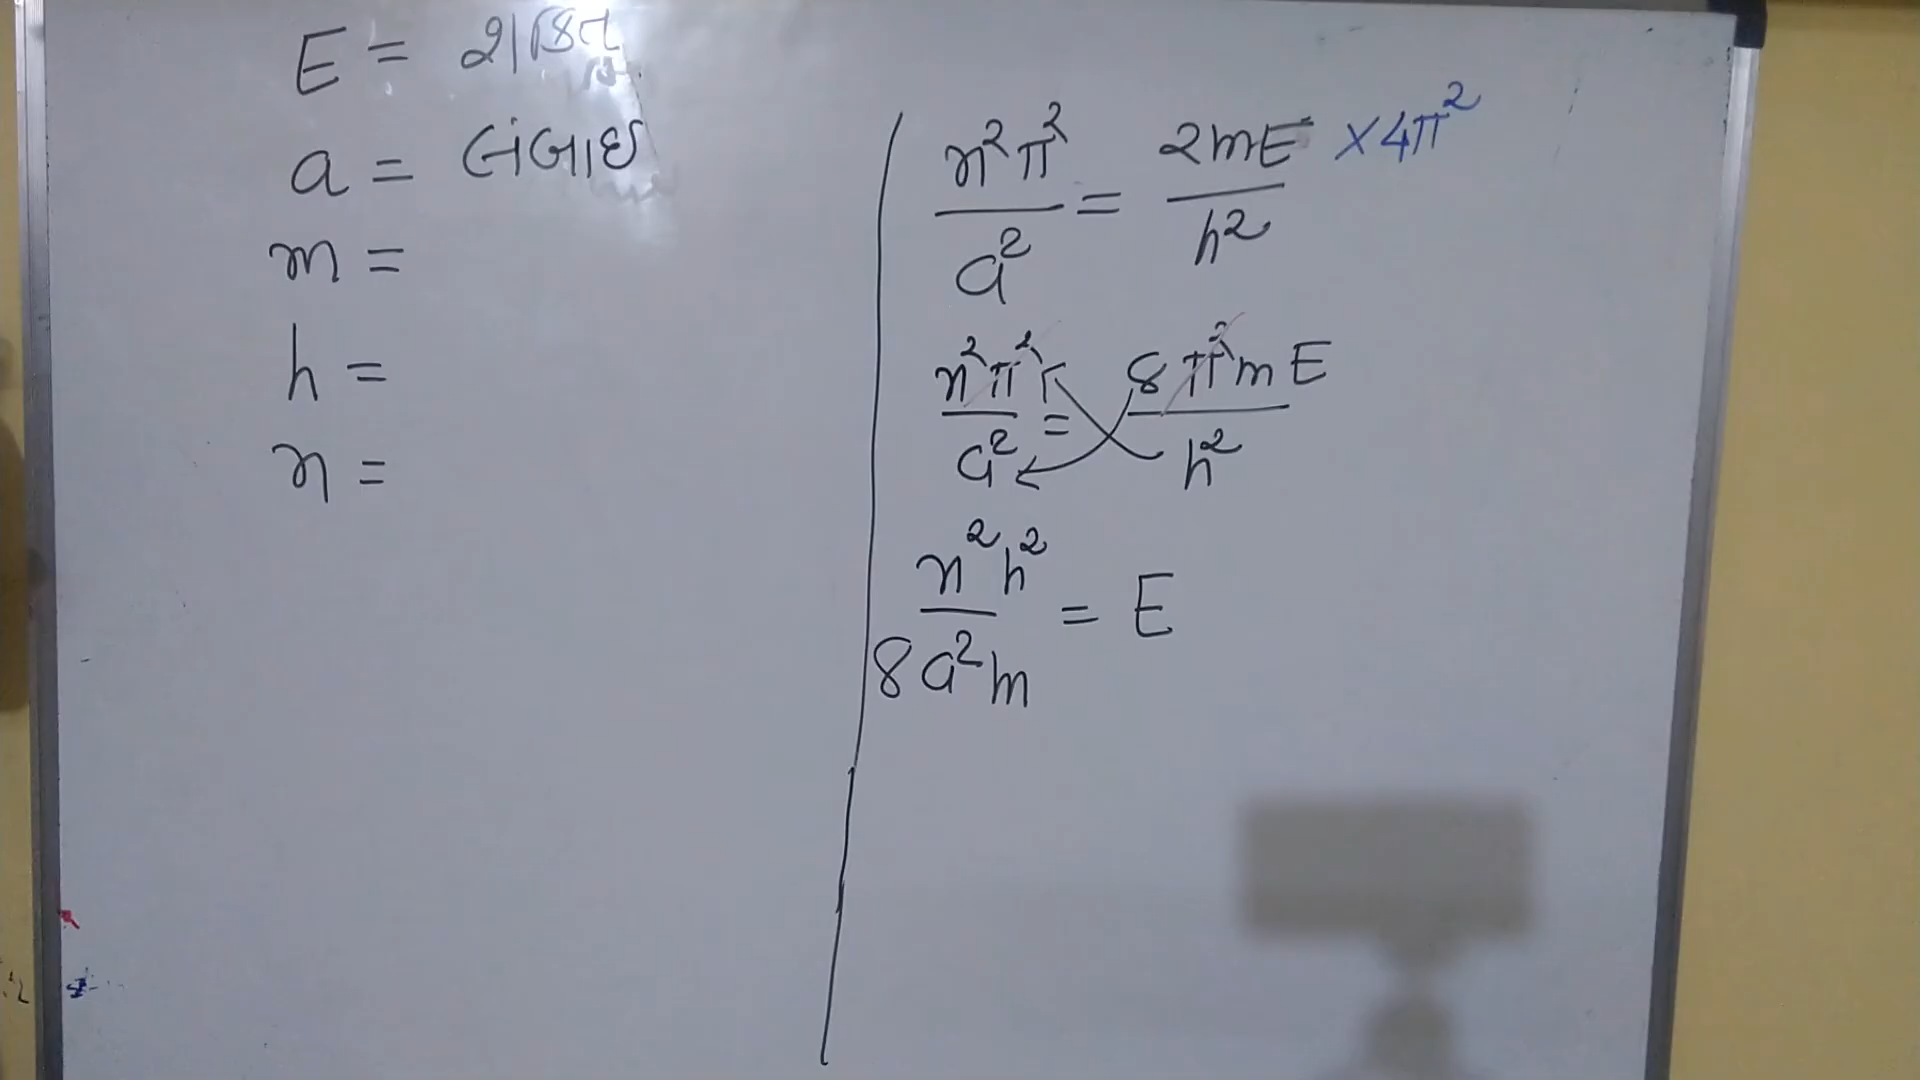 E = શક્તિ
a = લંબાઈ
m =
h =
n =
n²π²/a² = 2mE/h² ×4π²
n²π²/a² = 8π²mE/h²
n²h²/8a²m = E